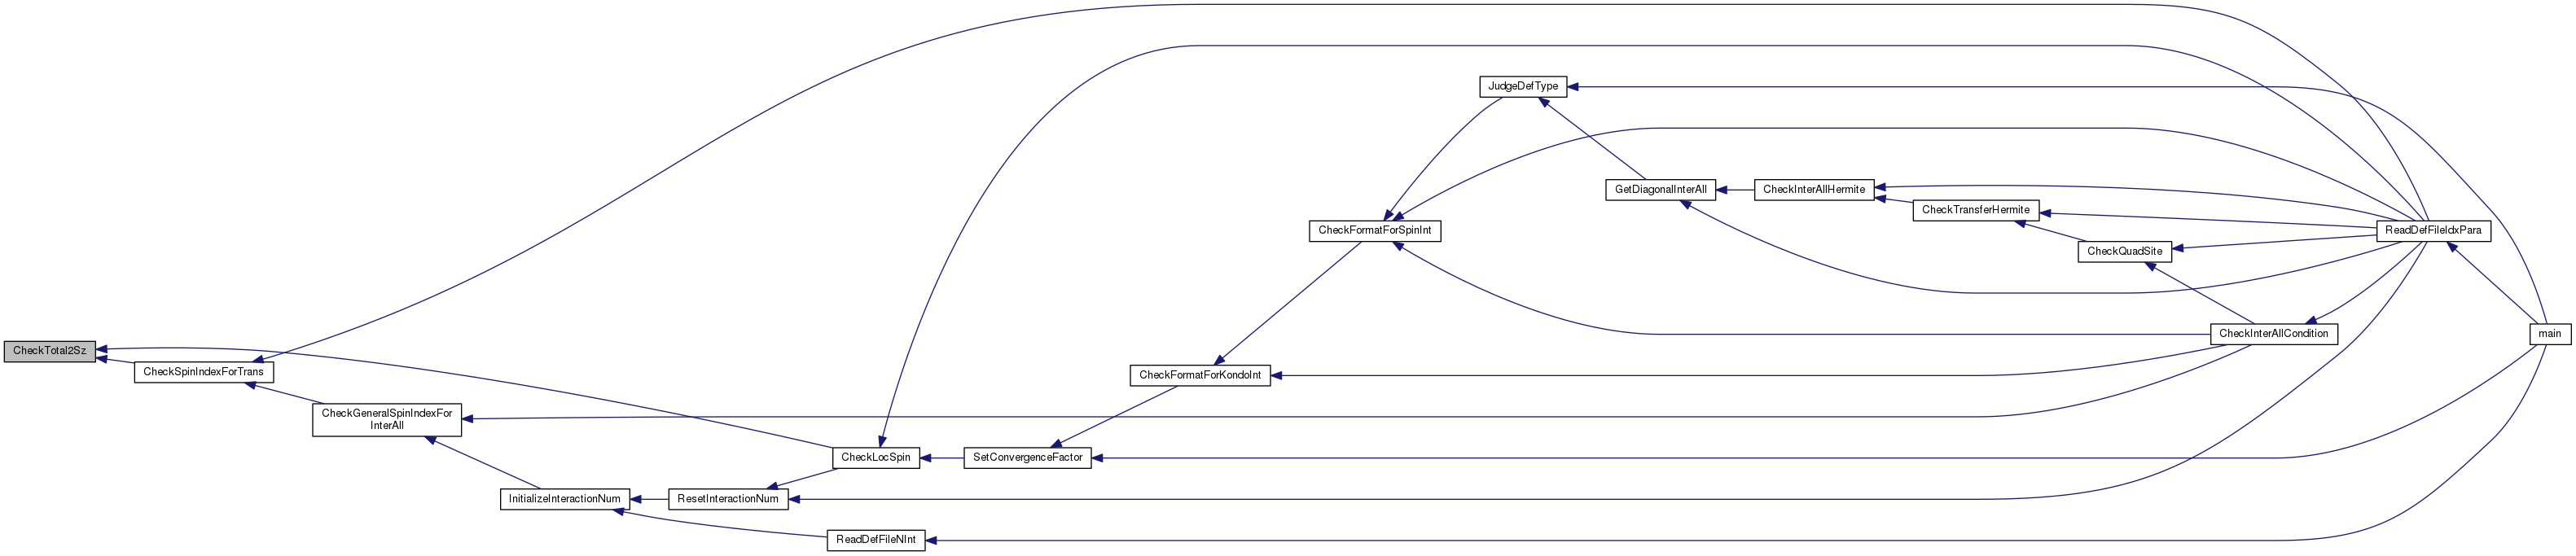 JudgeDefType
GetDiagonalInterAll
CheckInterAllHermite
CheckTransferHermite
CheckFormatForSpinInt
ReadDefFileIdxPara
CheckQuadSite
CheckInterAllCondition
main
CheckTotal2Sz
CheckSpinIndexForTrans
CheckFormatForKondoInt
CheckGeneralSpinIndexFor
InterAll
CheckLocSpin
SetConvergenceFactor
InitializeInteractionNum
ResetInteractionNum
ReadDefFileNInt